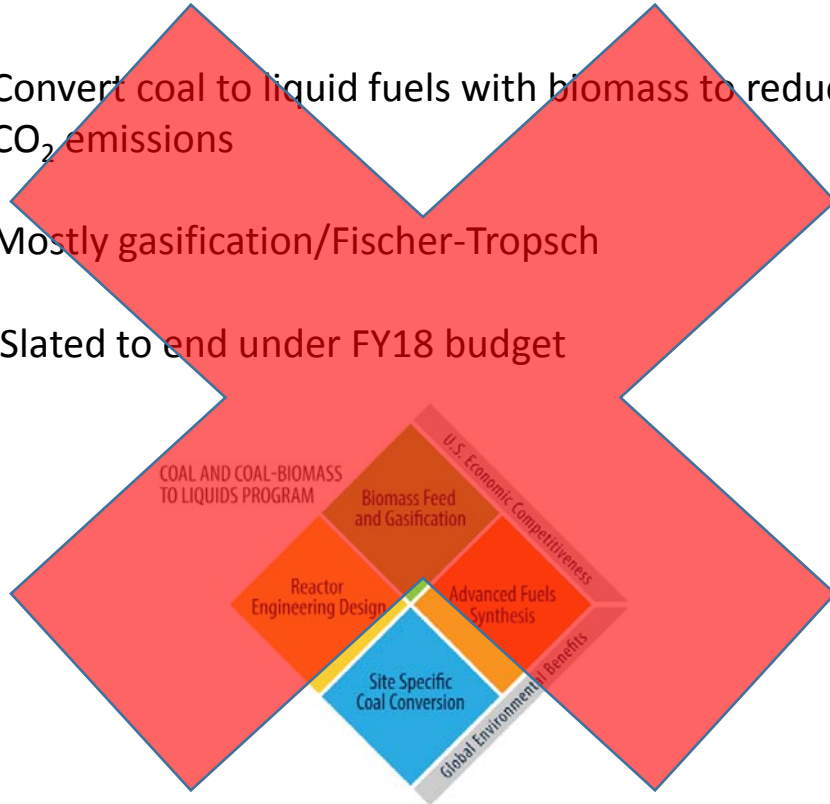 Convert coal to liquid fuels with biomass to reduc
CO₂ emissions
Mostly gasification/Fischer-Tropsch
Slated to end under FY18 budget
COAL AND COAL-BIOMASS
TO LIQUIDS PROGRAM
U.S. Economic Competitiveness
Biomass Feed
and Gasification
Reactor
Engineering Design
Advanced Fuels
Synthesis
Site Specific
Coal Conversion
Global Environmental Benefits